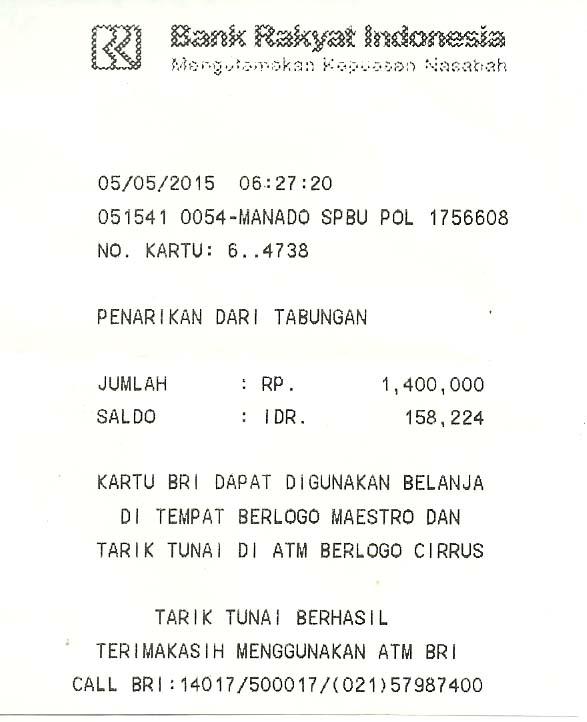 Bank Rakyat Indonesia
Mengutamakan Kepuasan Nasabah
05/05/2015 06:27:20
051541 0054-MANADO SPBU POL 1756608
NO. KARTU: 6..4738
PENARIKAN DARI TABUNGAN
JUMLAH : RP. 1,400,000
SALDO : IDR. 158,224
KARTU BRI DAPAT DIGUNAKAN BELANJA
DI TEMPAT BERLOGO MAESTRO DAN
TARIK TUNAI DI ATM BERLOGO CIRRUS
TARIK TUNAI BERHASIL
TERIMAKASIH MENGGUNAKAN ATM BRI
CALL BRI:14017/500017/(021)57987400